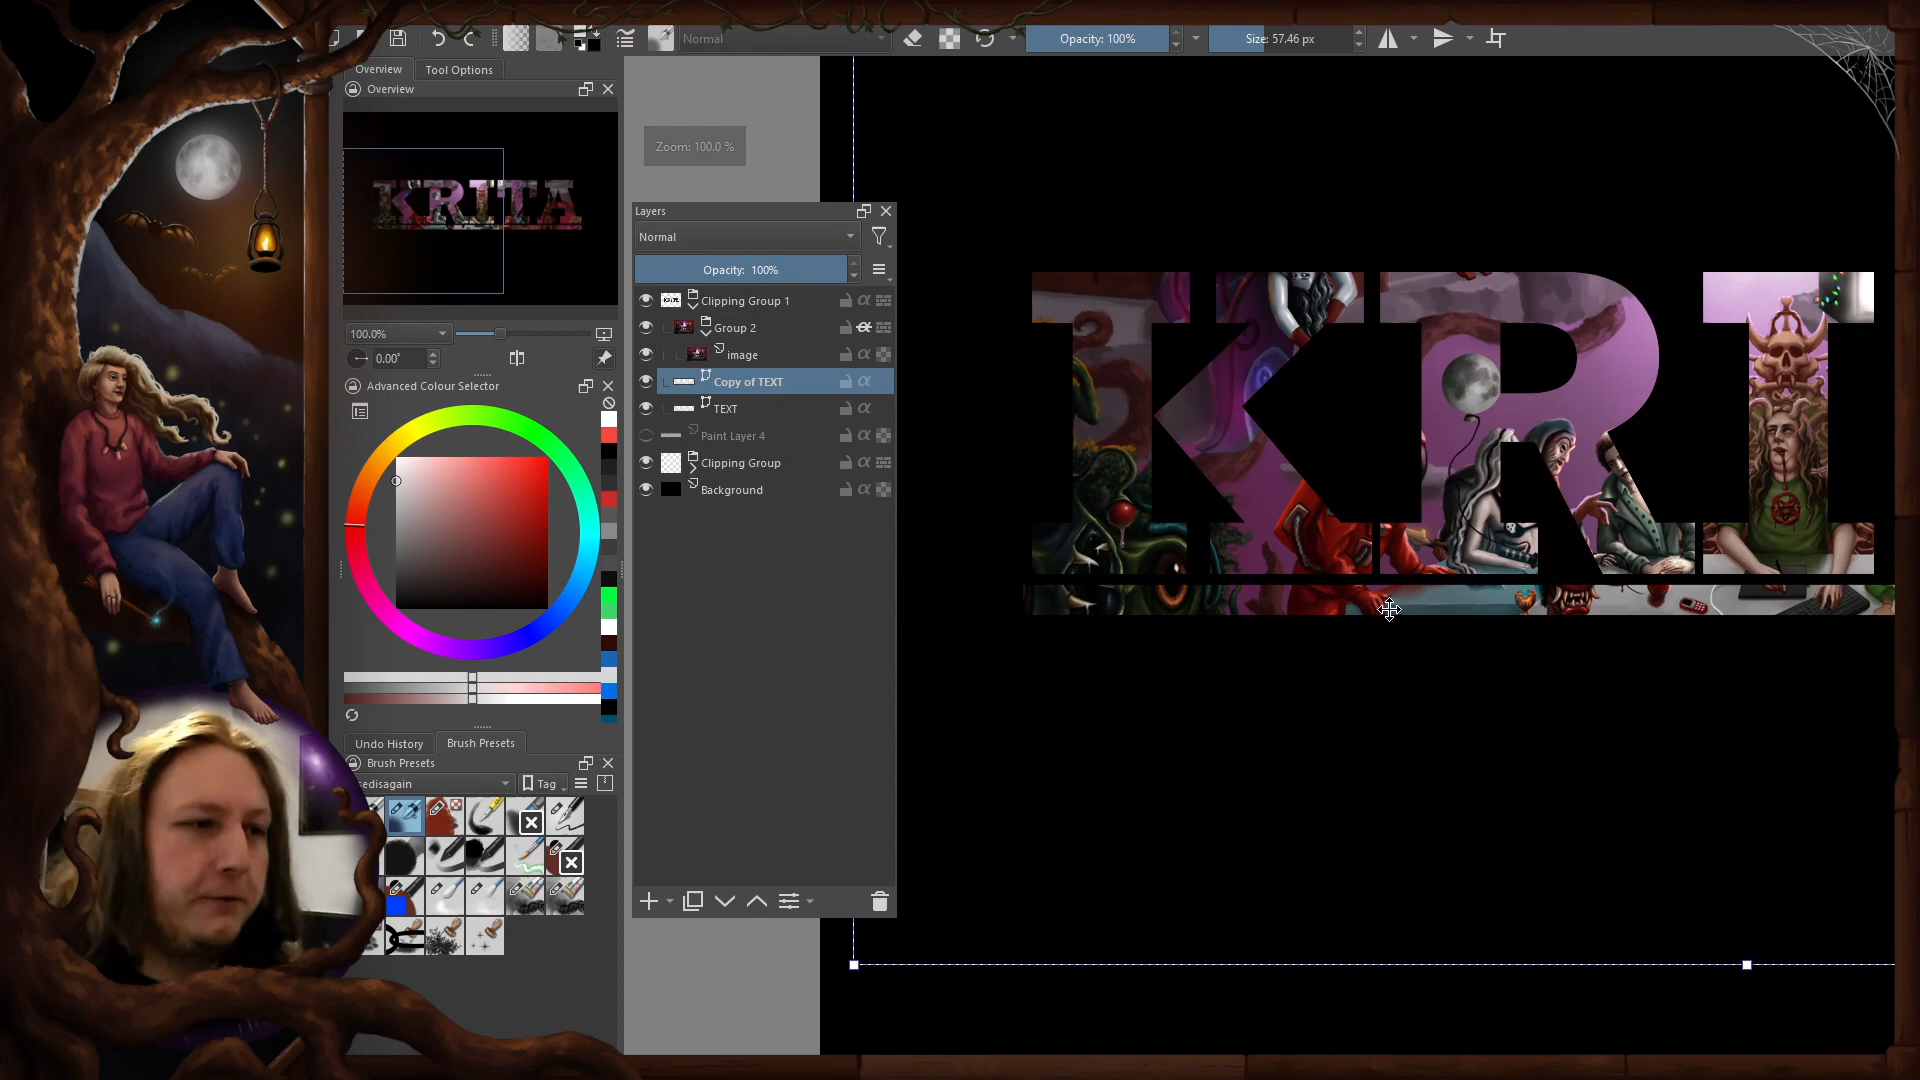 Normal
Opacity: 100%
Size: 57.46 px
Overview
Tool Options
Overview
KRITA
Zoom: 100.0 %
100.0%
0.00°
Advanced Colour Selector
Layers
Normal
Opacity: 100%
Clipping Group 1
Group 2
image
Copy of TEXT
TEXT
Paint Layer 4
Clipping Group
Background
KRI
Undo History
Brush Presets
Brush Presets
edisagain
Tag